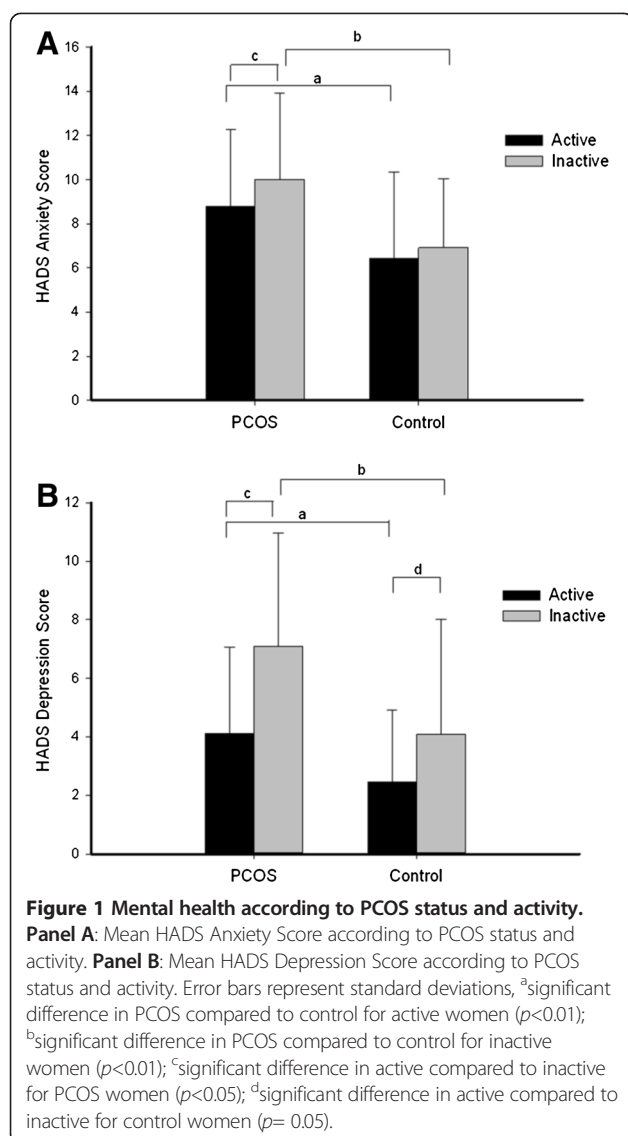 A
16
14
12
10
8
6
4
2
0
HADS Anxiety Score
c
b
a
Active
Inactive
PCOS
Control
B
12
10
8
6
4
2
0
HADS Depression Score
c
b
a
d
Active
Inactive
PCOS
Control
Figure 1 Mental health according to PCOS status and activity.
Panel A: Mean HADS Anxiety Score according to PCOS status and
activity. Panel B: Mean HADS Depression Score according to PCOS
status and activity. Error bars represent standard deviations, ᵃsignificant
difference in PCOS compared to control for active women (p<0.01);
ᵇsignificant difference in PCOS compared to control for inactive
women (p<0.01); ᶜsignificant difference in active compared to inactive
for PCOS women (p<0.05); ᵈsignificant difference in active compared to
inactive for control women (p= 0.05).